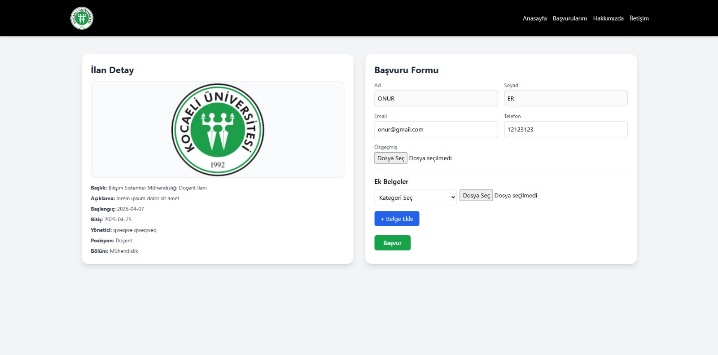 Anasayfa Başvurularım Hakkımızda İletişim
İlan Detay
KOCAELİ ÜNİVERSİTESİ
1992
Başlık: Bilişim Sistemler Mühendisliği Doçent İlanı
Açıklama: lorem ipsum dolor sit amet
Başlangıç: 2025-04-07
Bitiş: 2025-04-25
Yönetici: qweqwe qweqweç
Pozisyon: Doçent
Bölüm: Mühendislik
Başvuru Formu
Ad Soyad
ONUR ER
Email Telefon
onur@gmail.com 12123123
Özgeçmiş
Dosya Seç Dosya seçilmedi
Ek Belgeler
Kategori Seç Dosya Seç Dosya seçilmedi
+ Belge Ekle
Başvur